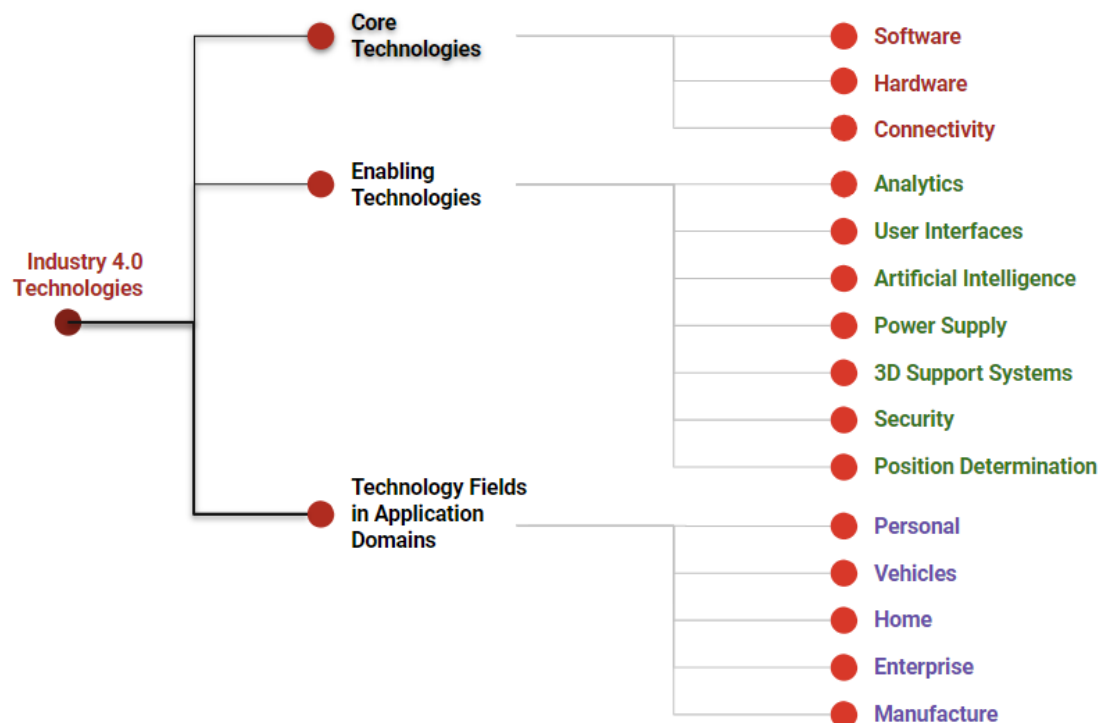 Industry 4.0
Technologies
Core
Technologies
Software
Hardware
Connectivity
Enabling
Technologies
Analytics
User Interfaces
Artificial Intelligence
Power Supply
3D Support Systems
Security
Position Determination
Technology Fields
in Application
Domains
Personal
Vehicles
Home
Enterprise
Manufacture